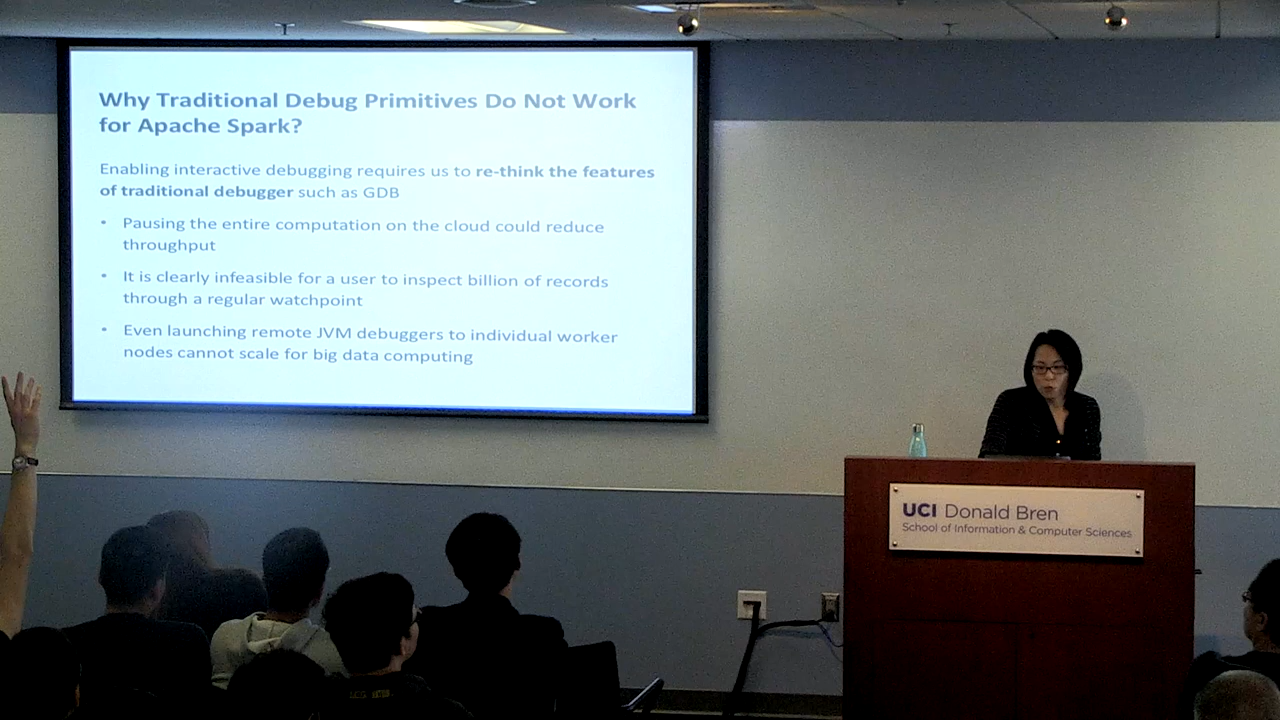 Why Traditional Debug Primitives Do Not Work
for Apache Spark?
Enabling interactive debugging requires us to re-think the features
of traditional debugger such as GDB
• Pausing the entire computation on the cloud could reduce
throughput
• It is clearly infeasible for a user to inspect billion of records
through a regular watchpoint
• Even launching remote JVM debuggers to individual worker
nodes cannot scale for big data computing
UCI Donald Bren
School of Information & Computer Sciences